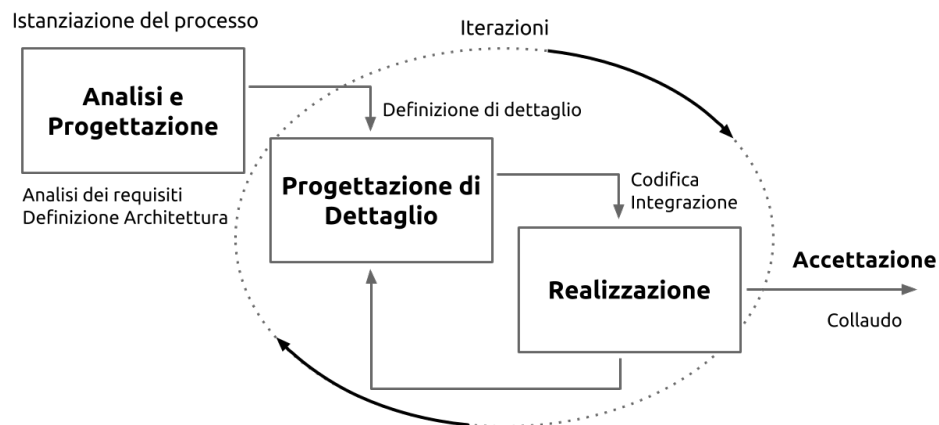 Istanziazione del processo
Iterazioni
Analisi e
Progettazione
Definizione di dettaglio
Analisi dei requisiti
Definizione Architettura
Progettazione di
Dettaglio
Codifica
Integrazione
Realizzazione
Accettazione
Collaudo